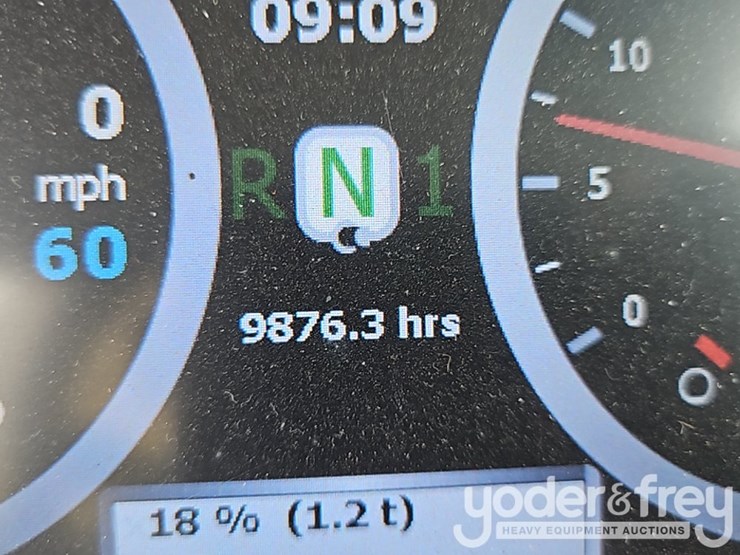 09:09
0
mph
60
R N 1
9876.3 hrs
10
5
0
18 % (1.2 t)
yoder&frey
HEAVY EQUIPMENT AUCTIONS